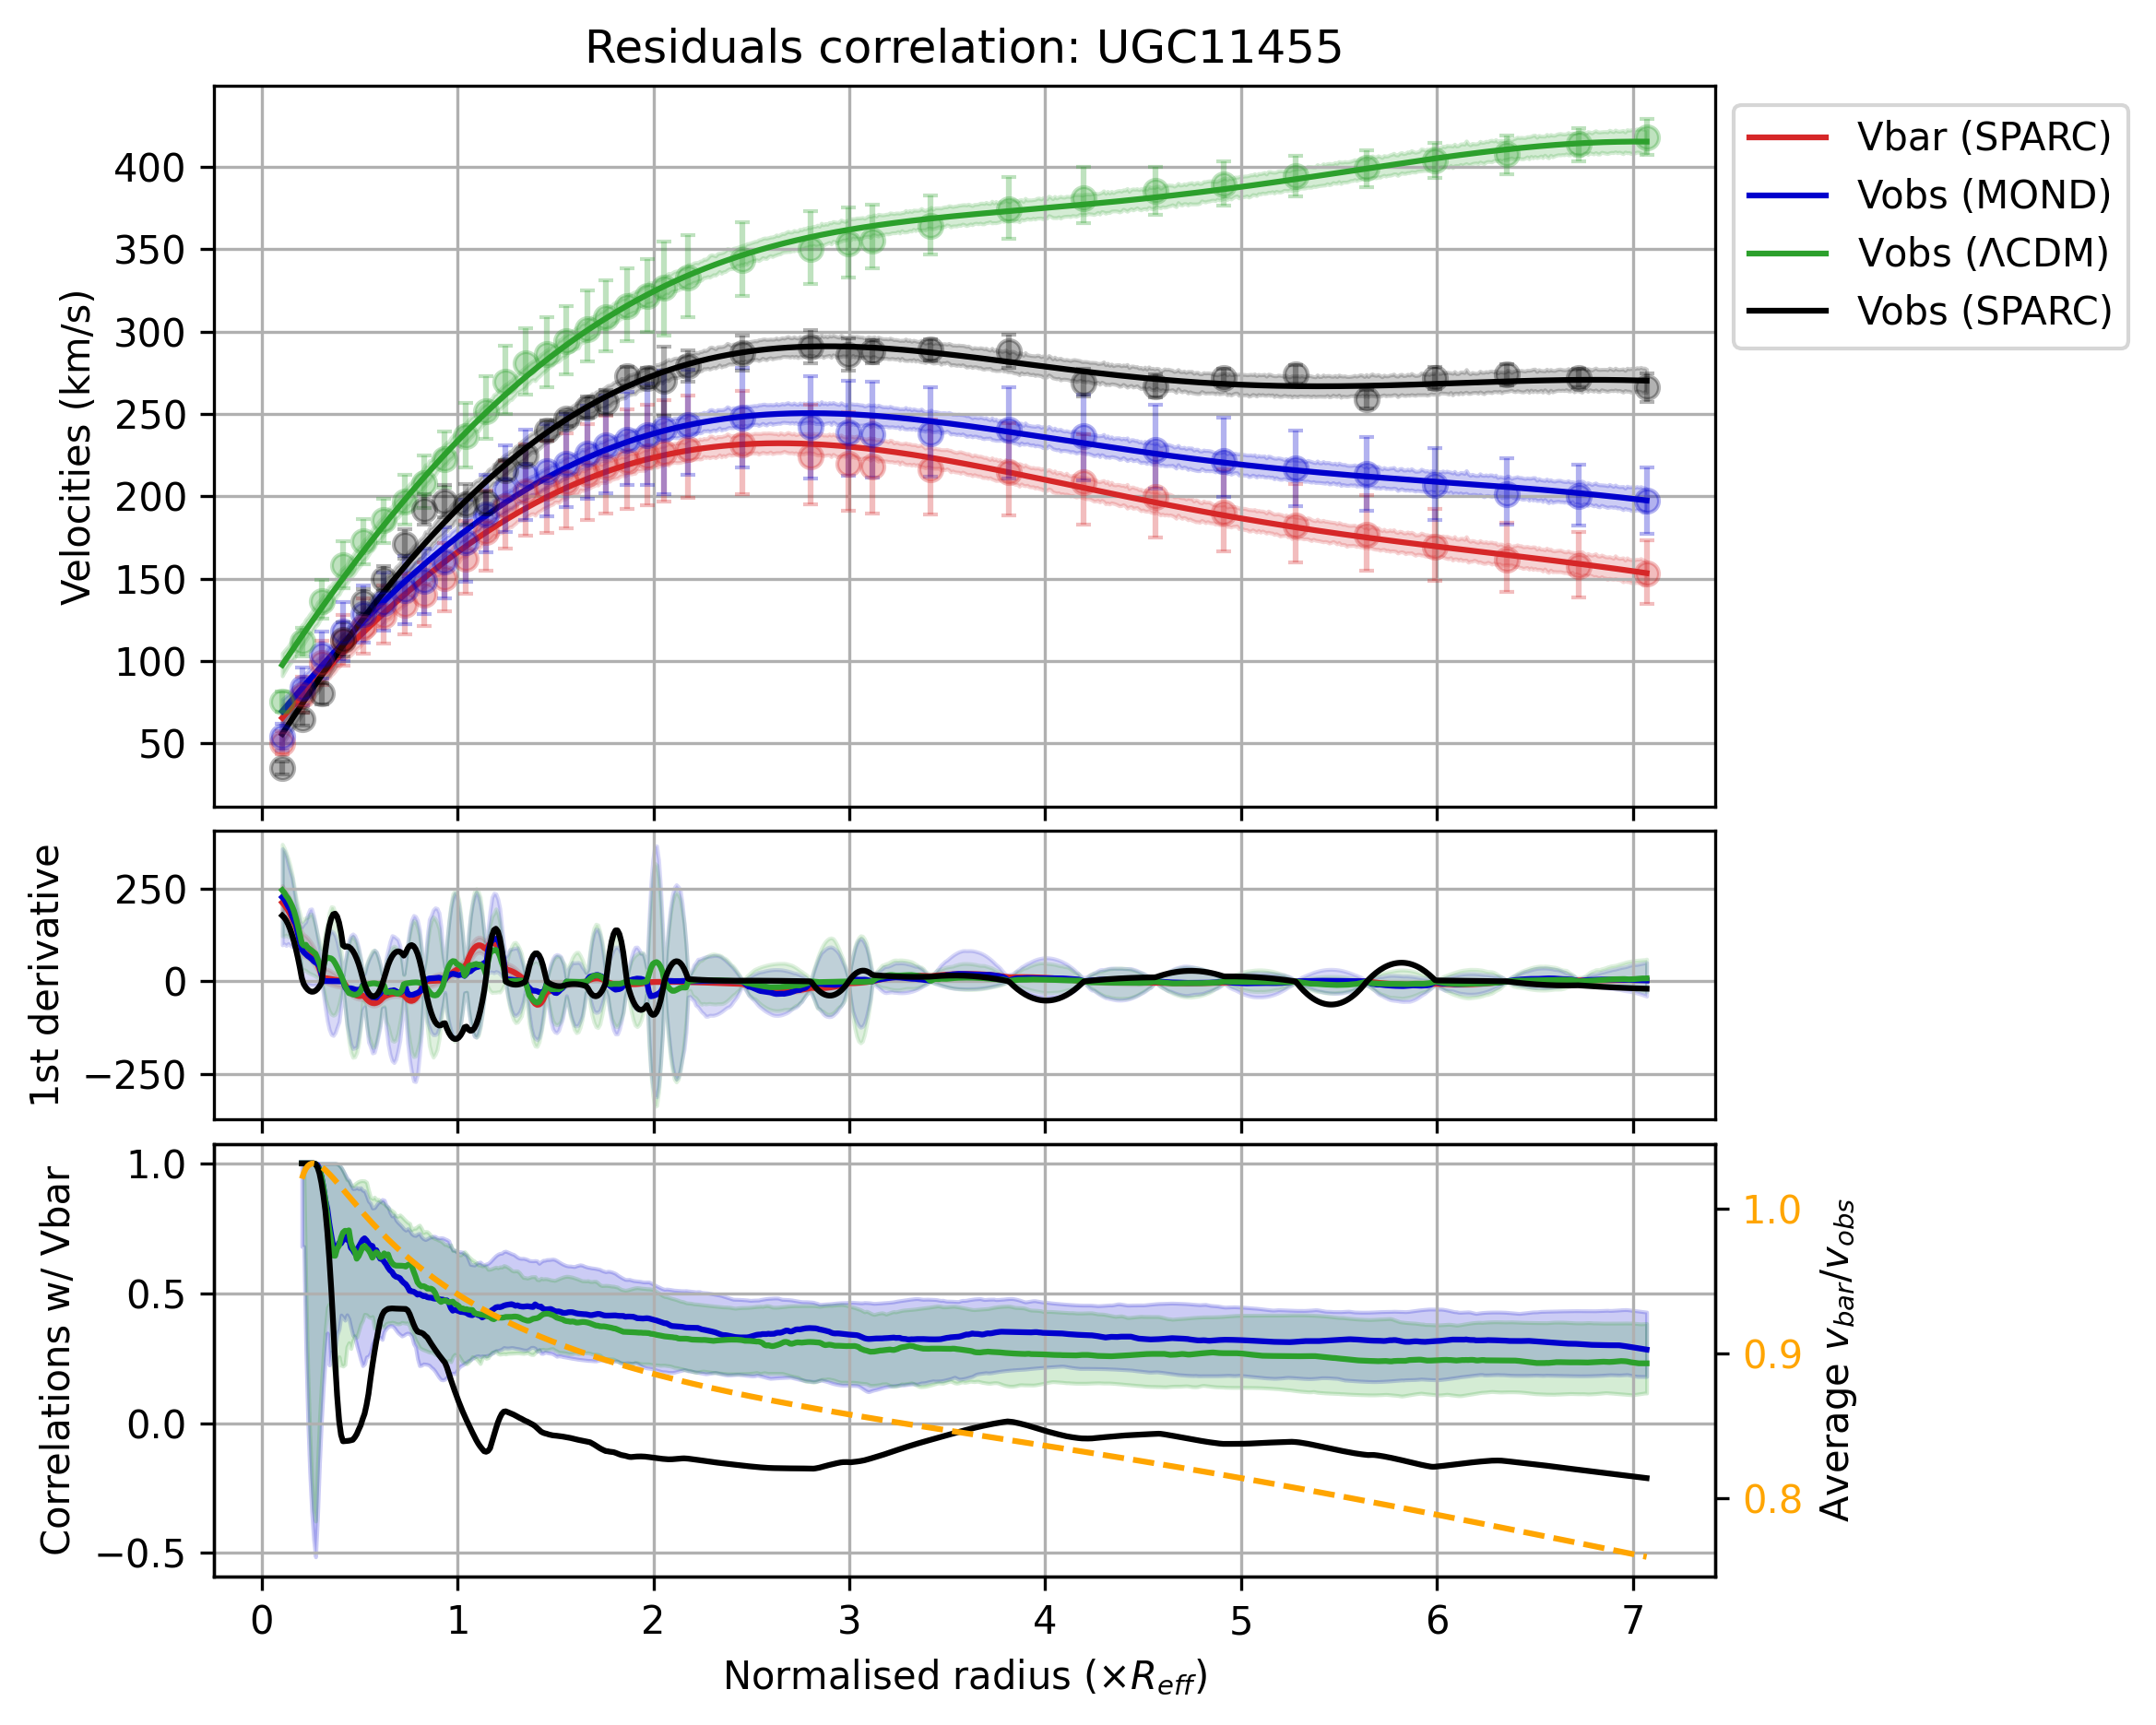 Residuals correlation: UGC11455
Velocities (km/s)
400
350
300
250
200
150
100
50
Vbar (SPARC)
Vobs (MOND)
Vobs (ΛCDM)
Vobs (SPARC)
1st derivative
250
0
−250
Correlations w/ Vbar
1.0
0.5
0.0
−0.5
1.0
0.9
0.8
Average v_bar/v_obs
0 1 2 3 4 5 6 7
Normalised radius (×R_eff)